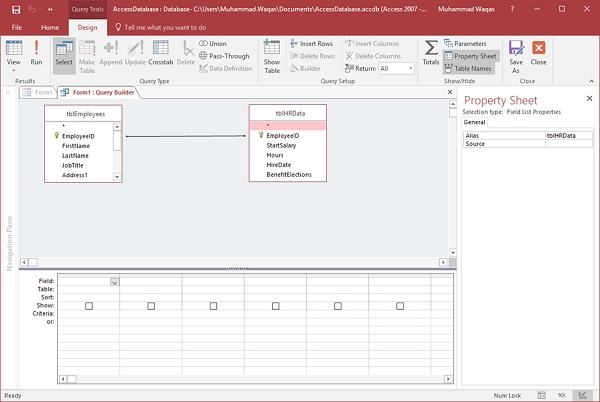 Query Tools AccessDatabase : Database- C:\Users\Muhammad.Waqas\Documents\AccessDatabase.accdb (Access 2007 -... Muhammad Waqas ?
File Home Design Tell me what you want to do
View Run Select Make Table Append Update Crosstab Delete Union Pass-Through Data Definition Show Table Insert Rows Delete Rows Builder Insert Columns Delete Columns Return: All Totals Parameters Property Sheet Table Names Save As Close
Results Query Type Query Setup Show/Hide Close
Form1 Form1 : Query Builder
Property Sheet
Selection type: Field List Properties
General
Alias tblHRData
Source
tblEmployees
*
EmployeeID
FirstName
LastName
JobTitle
Address1
tblHRData
*
EmployeeID
StartSalary
Hours
HireDate
BenefitElections
Navigation Pane
Field:
Table:
Sort:
Show:
Criteria:
or:
Ready Num Lock SQL